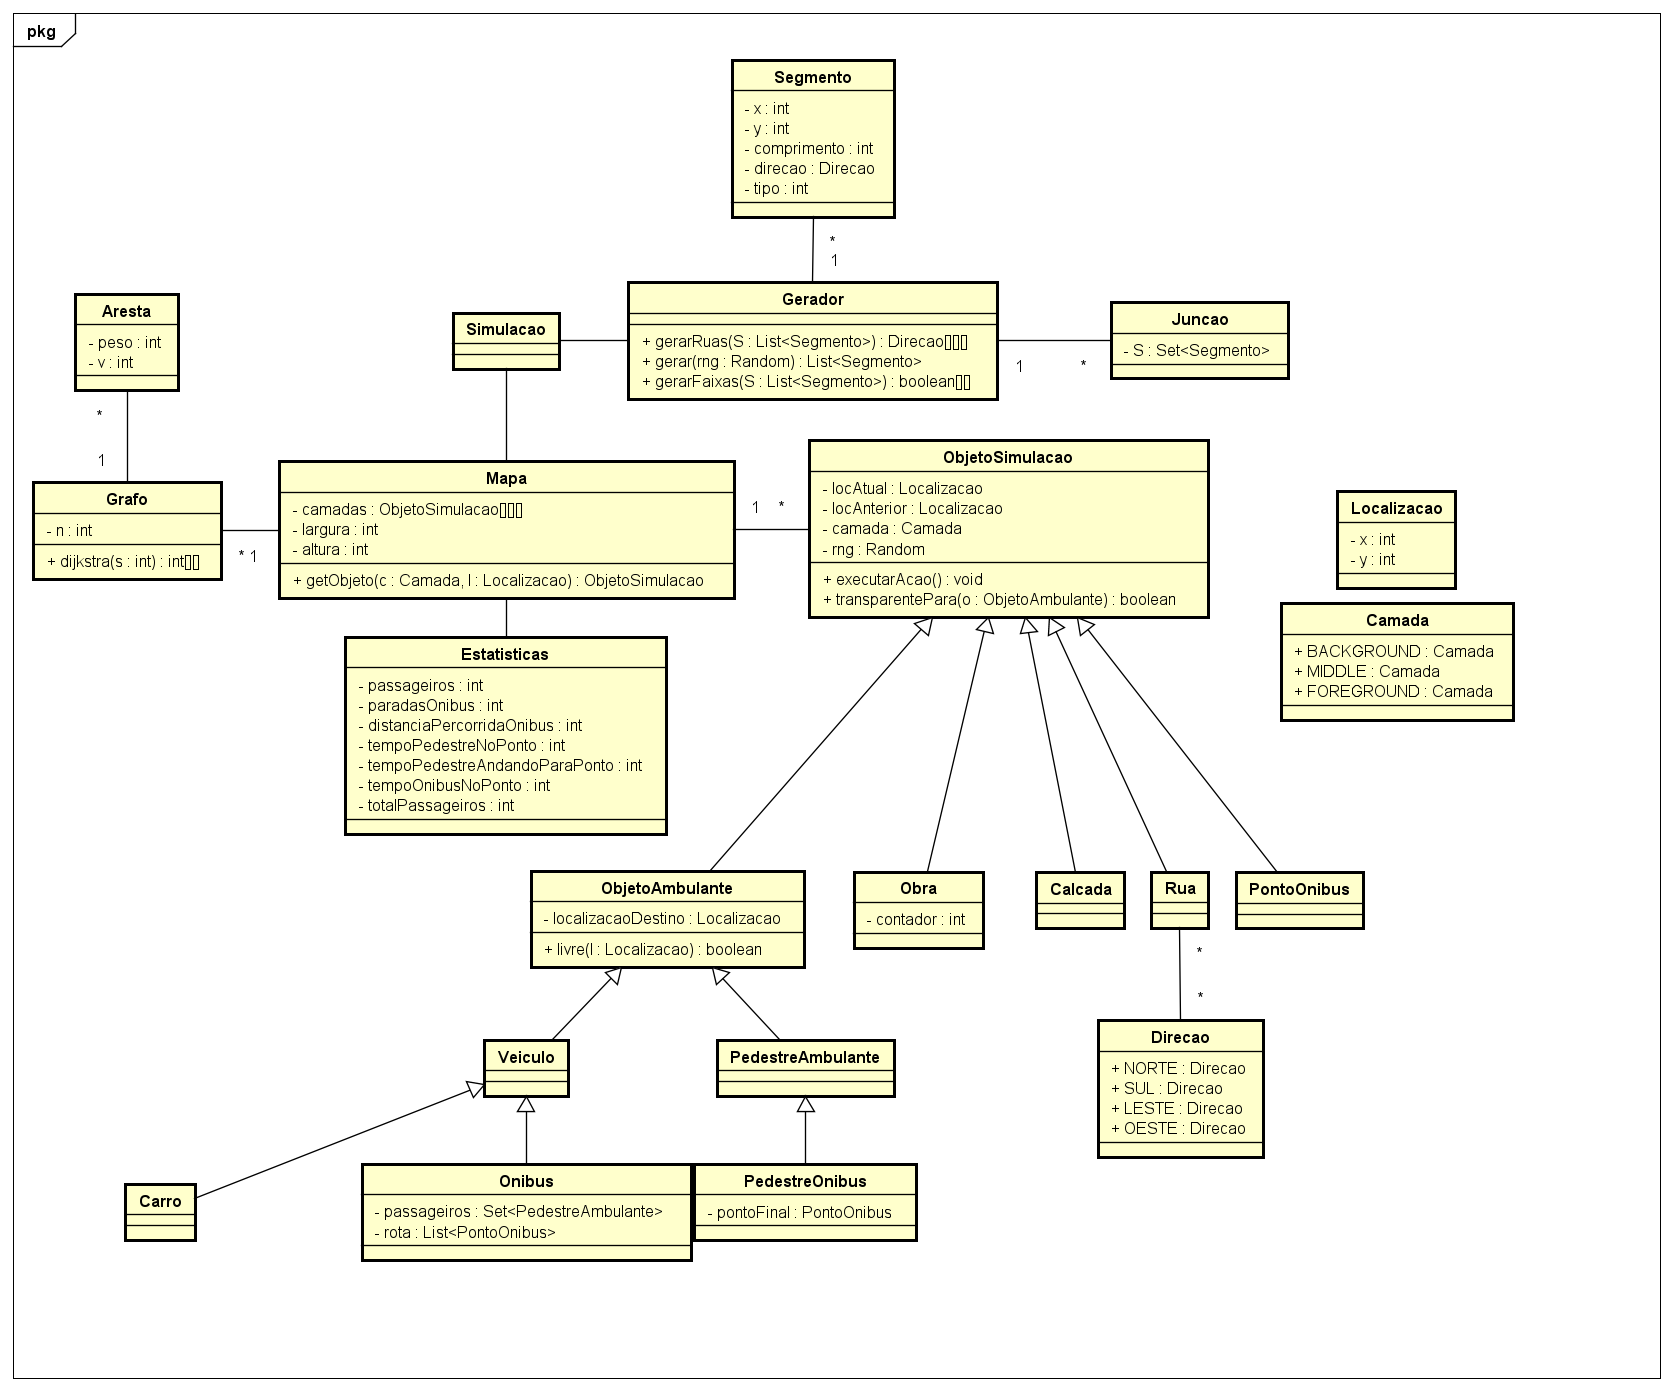 pkg
Segmento
- x : int
- y : int
- comprimento : int
- direcao : Direcao
- tipo : int
*
1
Aresta
- peso : int
- v : int
*
1
Simulacao
Gerador
+ gerarRuas(S : List<Segmento>) : Direcao[][][]
+ gerar(rng : Random) : List<Segmento>
+ gerarFaixas(S : List<Segmento>) : boolean[][]
1
*
Juncao
- S : Set<Segmento>
Grafo
- n : int
+ dijkstra(s : int) : int[][]
* 1
Mapa
- camadas : ObjetoSimulacao[][][]
- largura : int
- altura : int
+ getObjeto(c : Camada, l : Localizacao) : ObjetoSimulacao
1
*
ObjetoSimulacao
- locAtual : Localizacao
- locAnterior : Localizacao
- camada : Camada
- rng : Random
+ executarAcao() : void
+ transparentePara(o : ObjetoAmbulante) : boolean
Localizacao
- x : int
- y : int
Camada
+ BACKGROUND : Camada
+ MIDDLE : Camada
+ FOREGROUND : Camada
Estatisticas
- passageiros : int
- paradasOnibus : int
- distanciaPercorridaOnibus : int
- tempoPedestreNoPonto : int
- tempoPedestreAndandoParaPonto : int
- tempoOnibusNoPonto : int
- totalPassageiros : int
ObjetoAmbulante
- localizacaoDestino : Localizacao
+ livre(l : Localizacao) : boolean
Obra
- contador : int
Calcada
Rua
PontoOnibus
*
*
Veiculo
PedestreAmbulante
Direcao
+ NORTE : Direcao
+ SUL : Direcao
+ LESTE : Direcao
+ OESTE : Direcao
Carro
Onibus
- passageiros : Set<PedestreAmbulante>
- rota : List<PontoOnibus>
PedestreOnibus
- pontoFinal : PontoOnibus